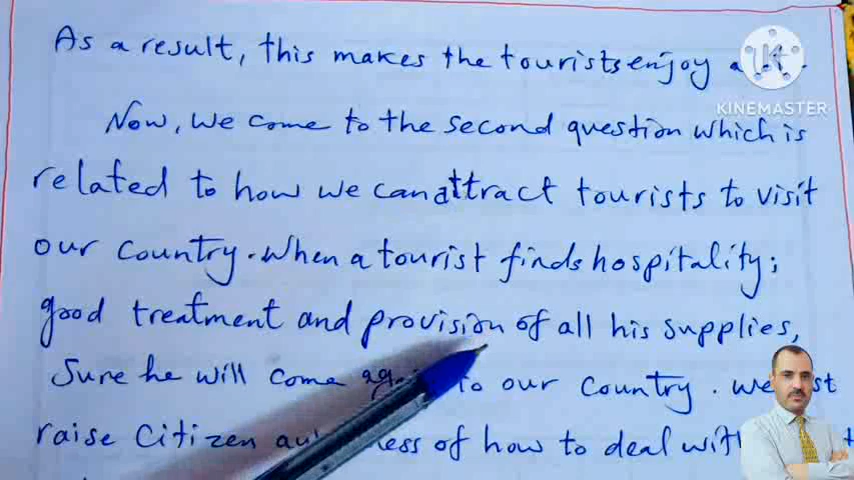 As a result, this makes the tourists enjoy a
KINEMASTER
Now, we come to the second question which is
related to how we can attract tourists to visit
our country. When a tourist finds hospitality;
good treatment and provision of all his supplies,
Sure he will come to our country. we
raise citizen of how to deal with